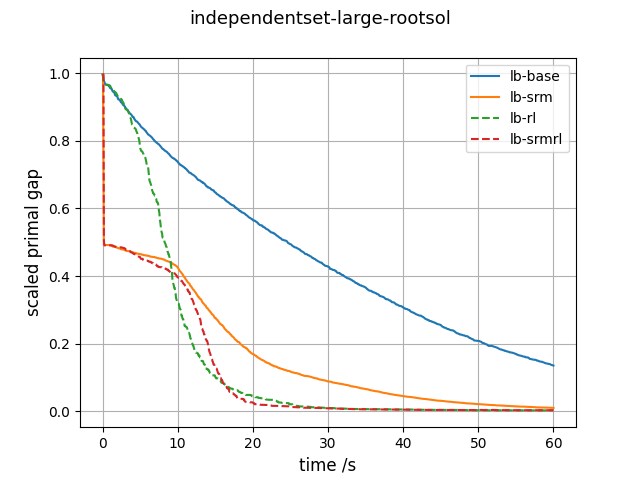 independentset-large-rootsol
lb-base
lb-srm
lb-rl
lb-srmrl
scaled primal gap
1.0
0.8
0.6
0.4
0.2
0.0
0 10 20 30 40 50 60
time /s